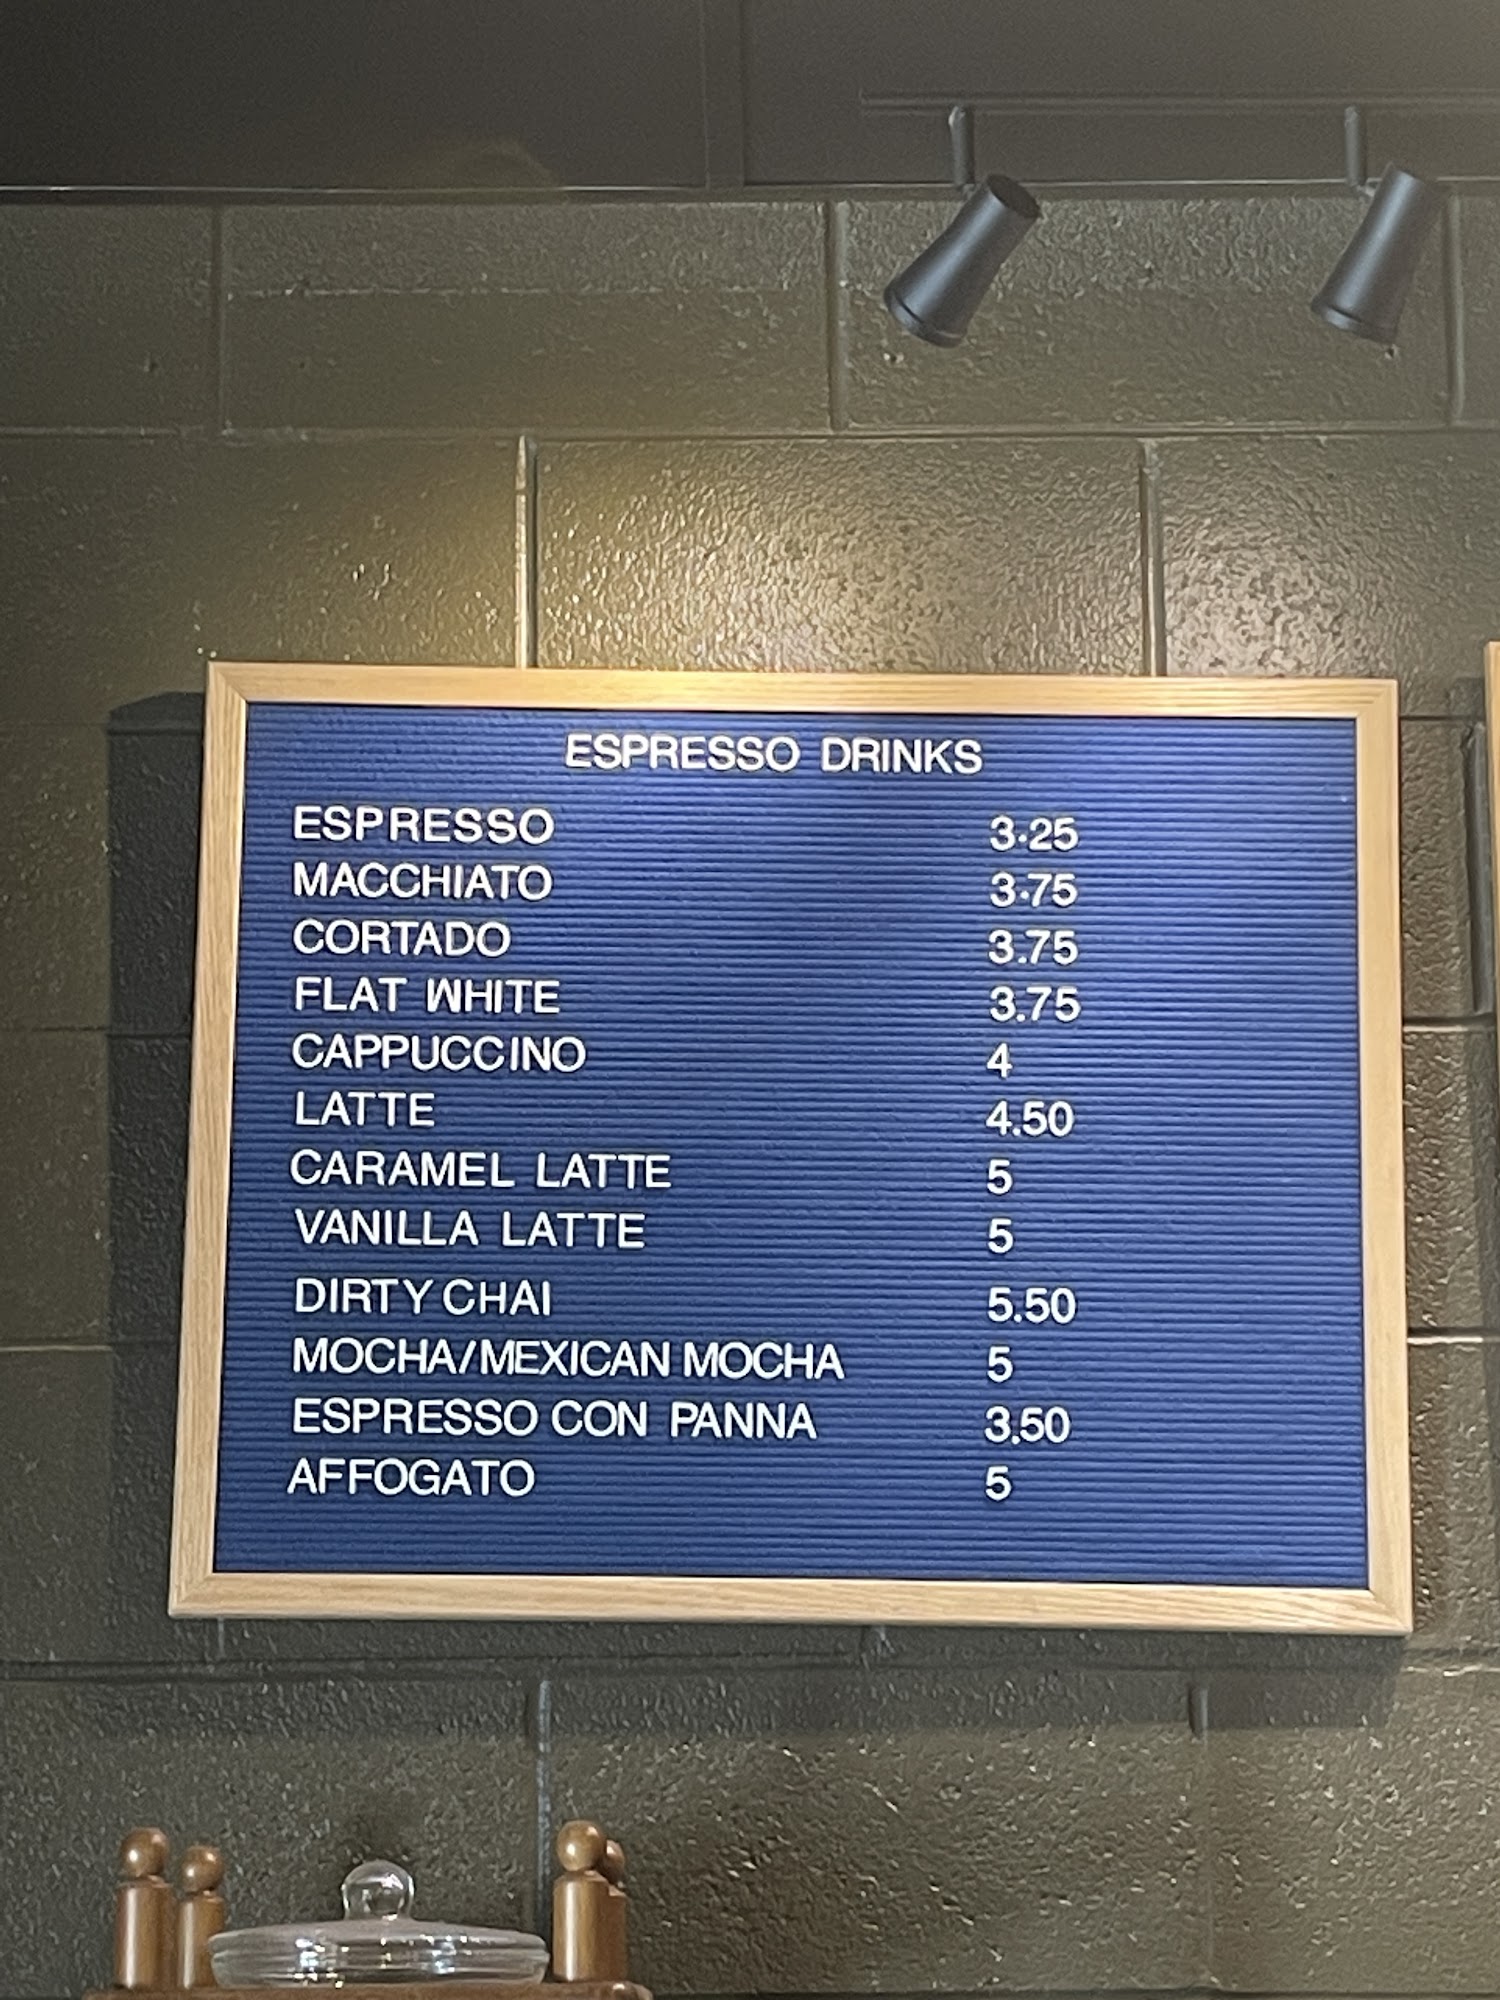 ESPRESSO DRINKS
ESPRESSO 3.25
MACCHIATO 3.75
CORTADO 3.75
FLAT WHITE 3.75
CAPPUCCINO 4
LATTE 4.50
CARAMEL LATTE 5
VANILLA LATTE 5
DIRTY CHAI 5.50
MOCHA/MEXICAN MOCHA 5
ESPRESSO CON PANNA 3.50
AFFOGATO 5